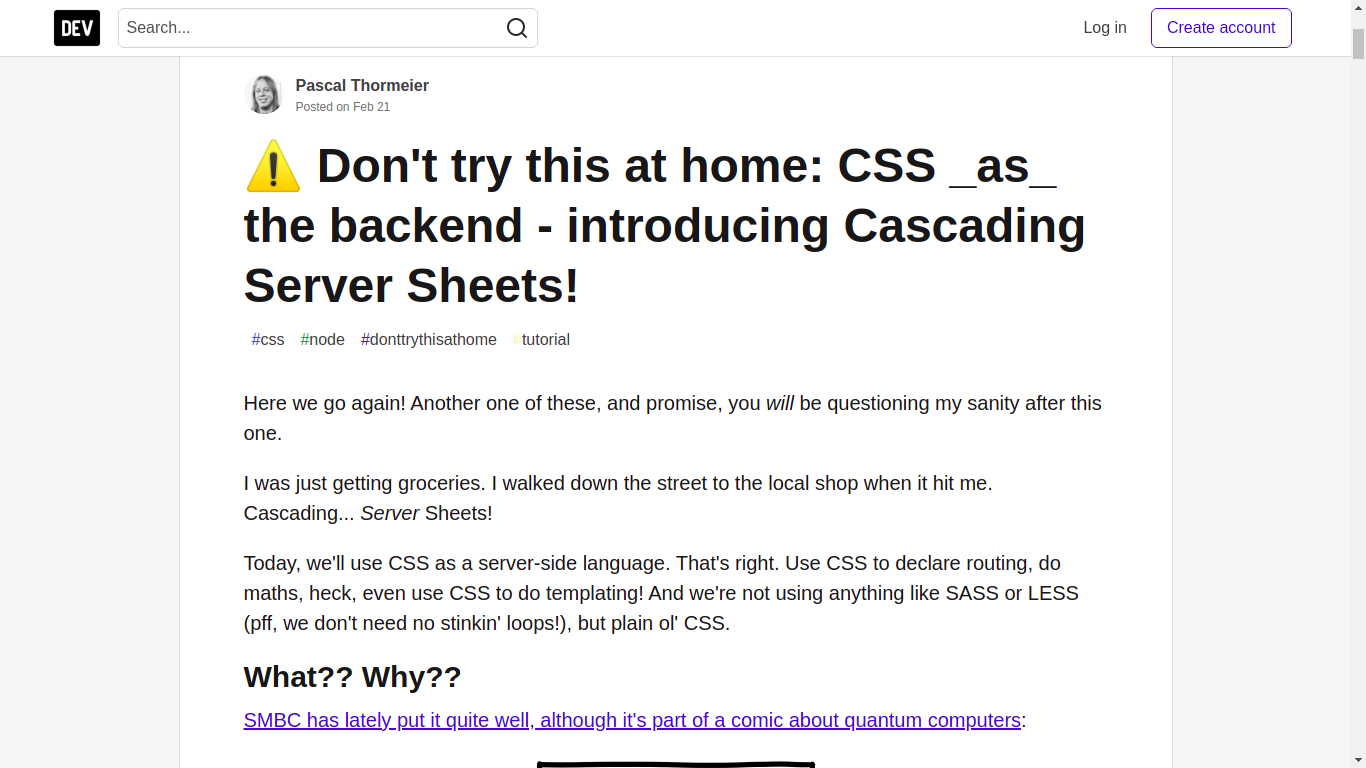 DEV
Search...
Log in
Create account
Pascal Thormeier
Posted on Feb 21
⚠️ Don't try this at home: CSS _as_
the backend - introducing Cascading
Server Sheets!
#css #node #donttrythisathome tutorial
Here we go again! Another one of these, and promise, you will be questioning my sanity after this
one.
I was just getting groceries. I walked down the street to the local shop when it hit me.
Cascading... Server Sheets!
Today, we'll use CSS as a server-side language. That's right. Use CSS to declare routing, do
maths, heck, even use CSS to do templating! And we're not using anything like SASS or LESS
(pff, we don't need no stinkin' loops!), but plain ol' CSS.
What?? Why??
SMBC has lately put it quite well, although it's part of a comic about quantum computers: